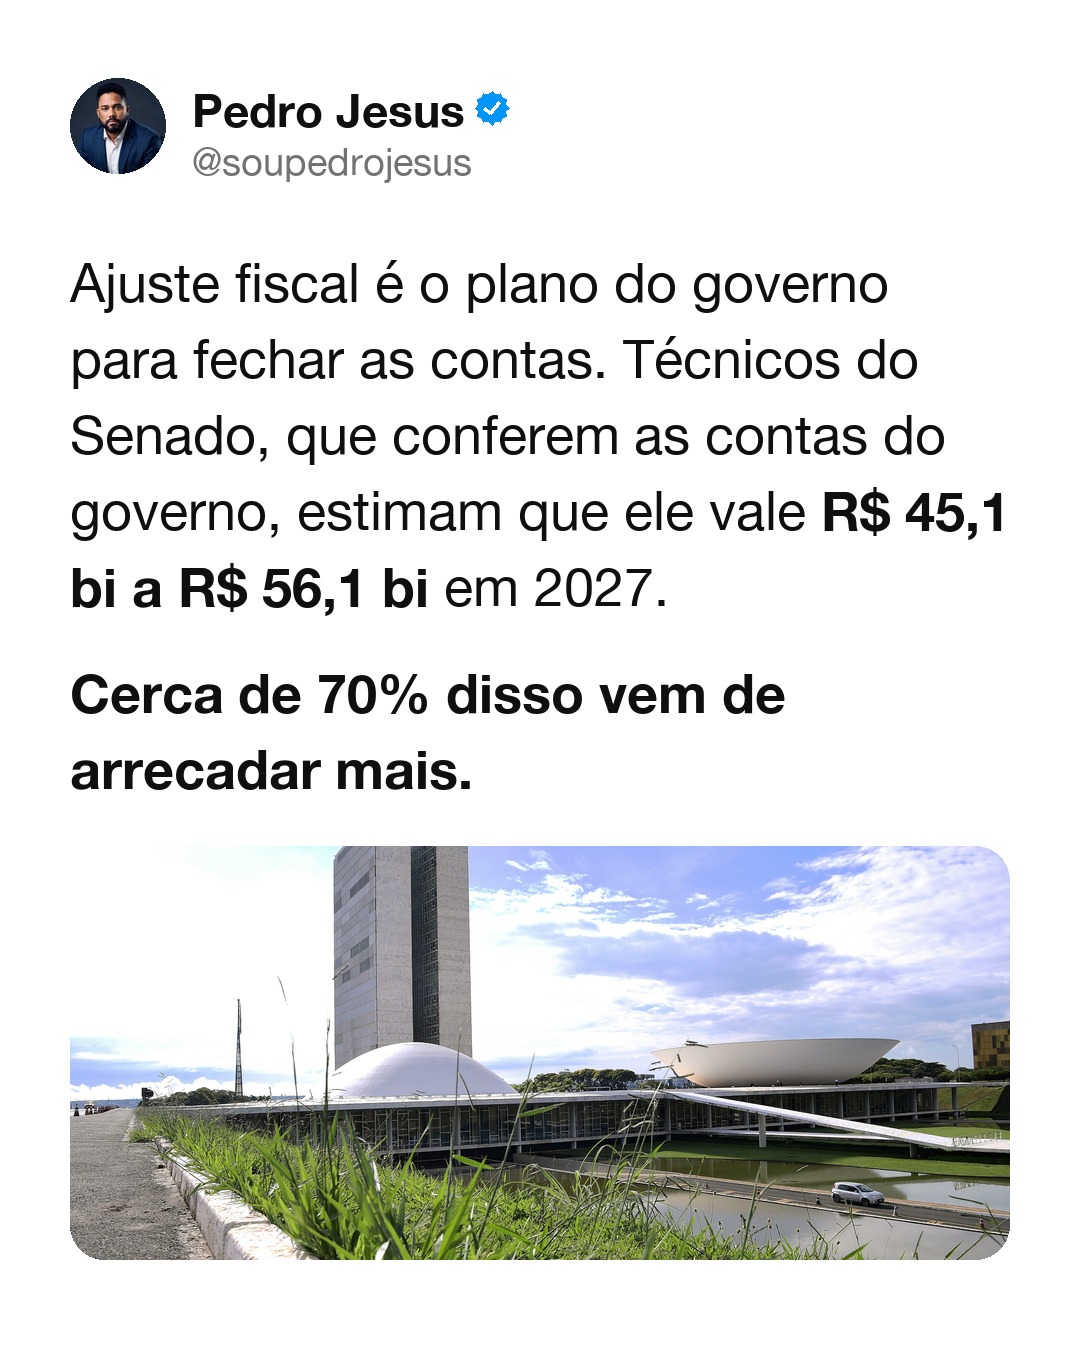 Pedro Jesus
@soupedrojesus
Ajuste fiscal é o plano do governo
para fechar as contas. Técnicos do
Senado, que conferem as contas do
governo, estimam que ele vale R$ 45,1
bi a R$ 56,1 bi em 2027.
Cerca de 70% disso vem de
arrecadar mais.